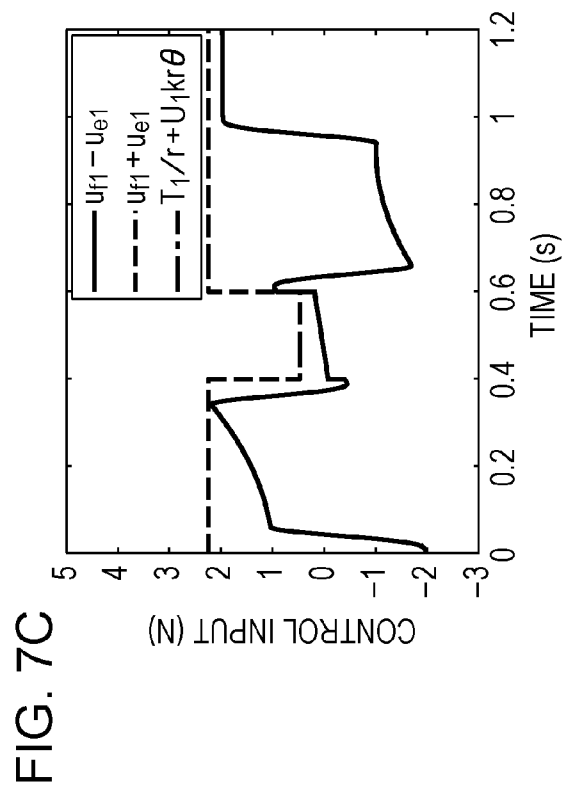 FIG. 7C
CONTROL INPUT (N)
5
4
3
2
1
0
−1
−2
−3
0
0.2
0.4
0.6
0.8
1
1.2
TIME (s)
uf1 − ue1
uf1 + ue1
T1/r + U1krθ